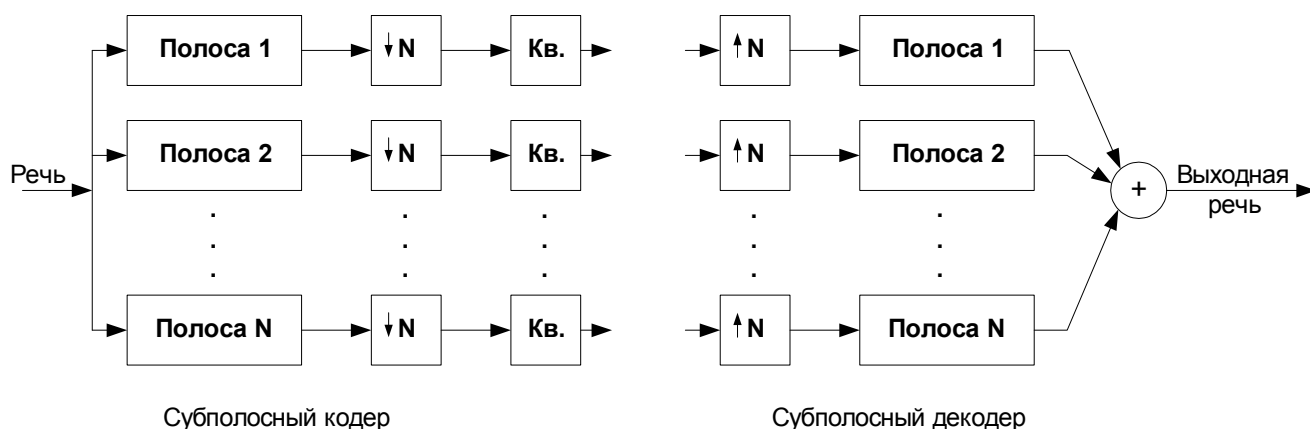 Полоса 1 ↓N Кв. ↑N Полоса 1
Полоса 2 ↓N Кв. ↑N Полоса 2
Речь
+
Выходная
речь
Полоса N ↓N Кв. ↑N Полоса N
Субполосный кодер Субполосный декодер